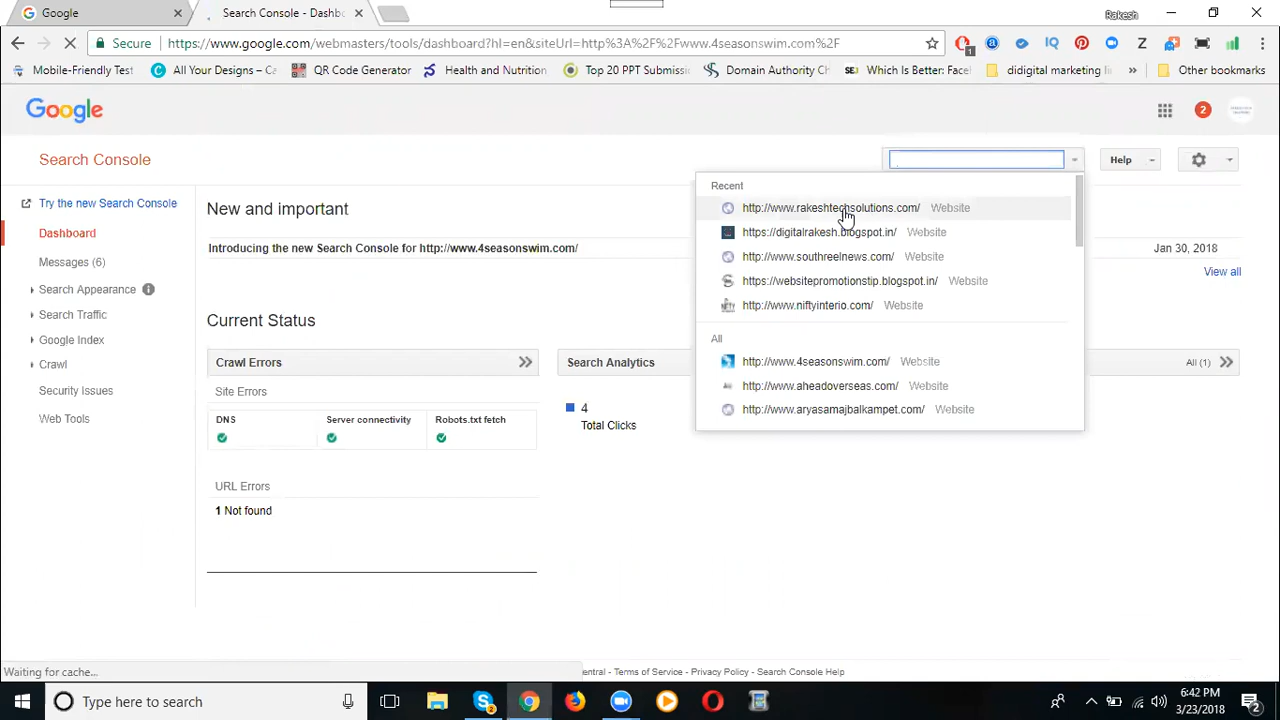 Google
Search Console - Dashbo
Rakesh
Secure
https://www.google.com/webmasters/tools/dashboard?hl=en&siteUrl=http%3A%2F%2Fwww.4seasonswim.com%2F
Mobile-Friendly Test
All Your Designs – Ca
QR Code Generator
Health and Nutrition
Top 20 PPT Submissio
Domain Authority Ch
Which Is Better: Facel
didigital marketing li
Other bookmarks
Google
2
Search Console
Help
Try the new Search Console
Dashboard
Messages (6)
Search Appearance
Search Traffic
Google Index
Crawl
Security Issues
Web Tools
New and important
Introducing the new Search Console for http://www.4seasonswim.com/
Jan 30, 2018
View all
Current Status
Crawl Errors
Site Errors
DNS
Server connectivity
Robots.txt fetch
URL Errors
1 Not found
Search Analytics
4
Total Clicks
All (1)
Recent
http://www.rakeshtechsolutions.com/ Website
https://digitalrakesh.blogspot.in/ Website
http://www.southreelnews.com/ Website
https://websitepromotionstip.blogspot.in/ Website
http://www.niftyinterio.com/ Website
All
http://www.4seasonswim.com/ Website
http://www.aheadoverseas.com/ Website
http://www.aryasamajbalkampet.com/ Website
Waiting for cache...
entral - Terms of Service - Privacy Policy - Search Console Help
Type here to search
6:42 PM
3/23/2018
2